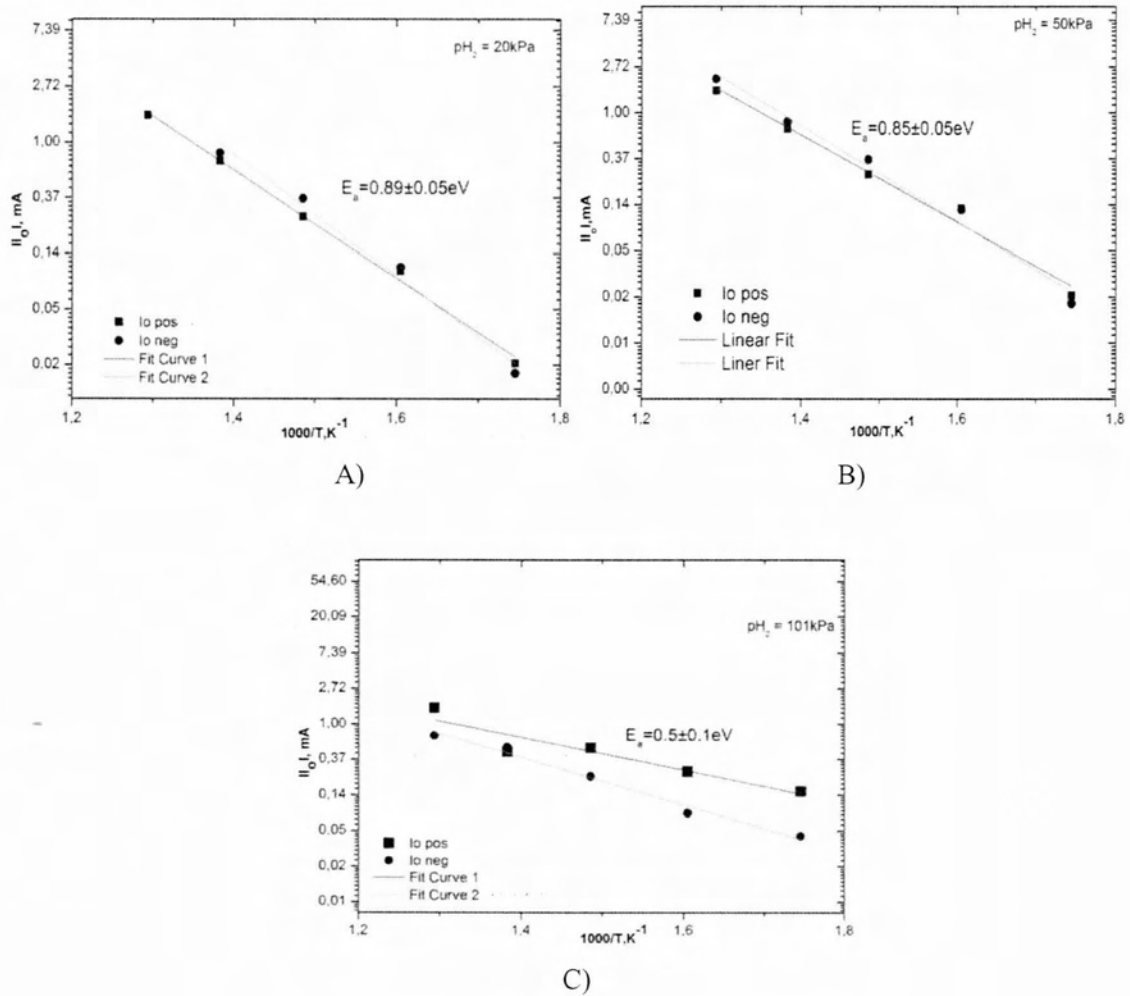 7,39
2,72
1,00
0,37
0,14
0,05
0,02
pH2 = 20kPa
Ea=0.89±0.05eV
Io pos
Io neg
Fit Curve 1
Fit Curve 2
1,2 1,4 1,6 1,8
1000/T,K-1
IIoI, mA
A)
7,39
2,72
1,00
0,37
0,14
0,05
0,02
0,01
0,00
pH2 = 50kPa
Ea=0.85±0.05eV
Io pos
Io neg
Linear Fit
Liner Fit
1,2 1,4 1,6 1,8
1000/T,K-1
IIoI,mA
B)
54,60
20,09
7,39
2,72
1,00
0,37
0,14
0,05
0,02
0,01
pH2 = 101kPa
Ea=0.5±0.1eV
Io pos
Io neg
Fit Curve 1
Fit Curve 2
1,2 1,4 1,6 1,8
1000/T,K-1
IIoI, mA
C)